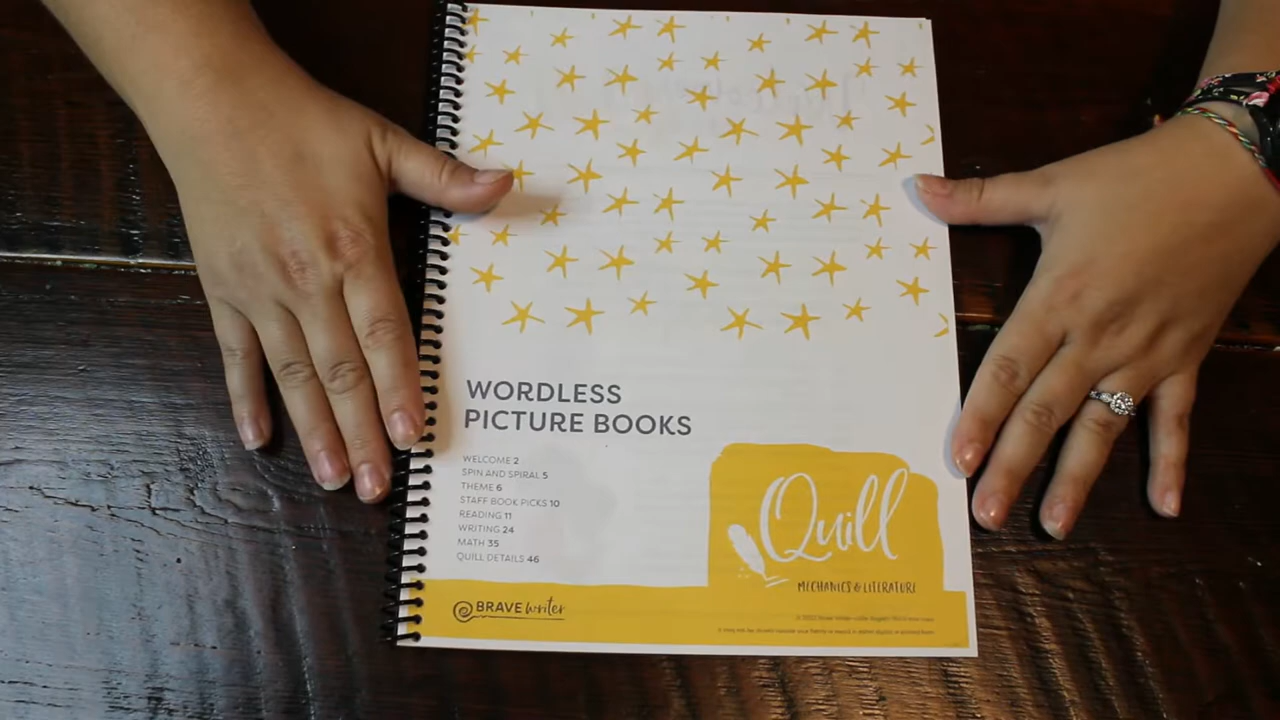 WORDLESS
PICTURE BOOKS
WELCOME 2
SPIN AND SPIRAL 5
THEME 6
STAFF BOOK PICKS 10
READING 11
WRITING 24
MATH 35
QUILL DETAILS 46
Quill
MECHANICS & LITERATURE
BRAVE writer